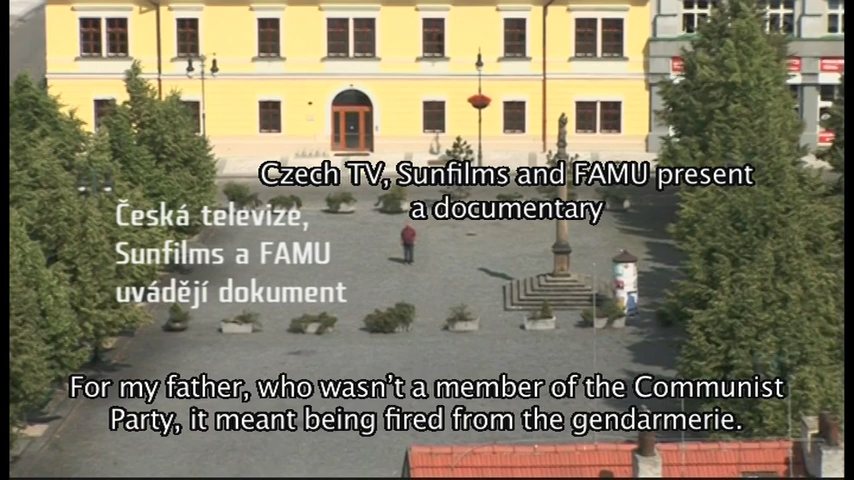 Czech TV, Sunfilms and FAMU present
a documentary
Česká televize,
Sunfilms a FAMU
uvádějí dokument
For my father, who wasn't a member of the Communist
Party, it meant being fired from the gendarmerie.